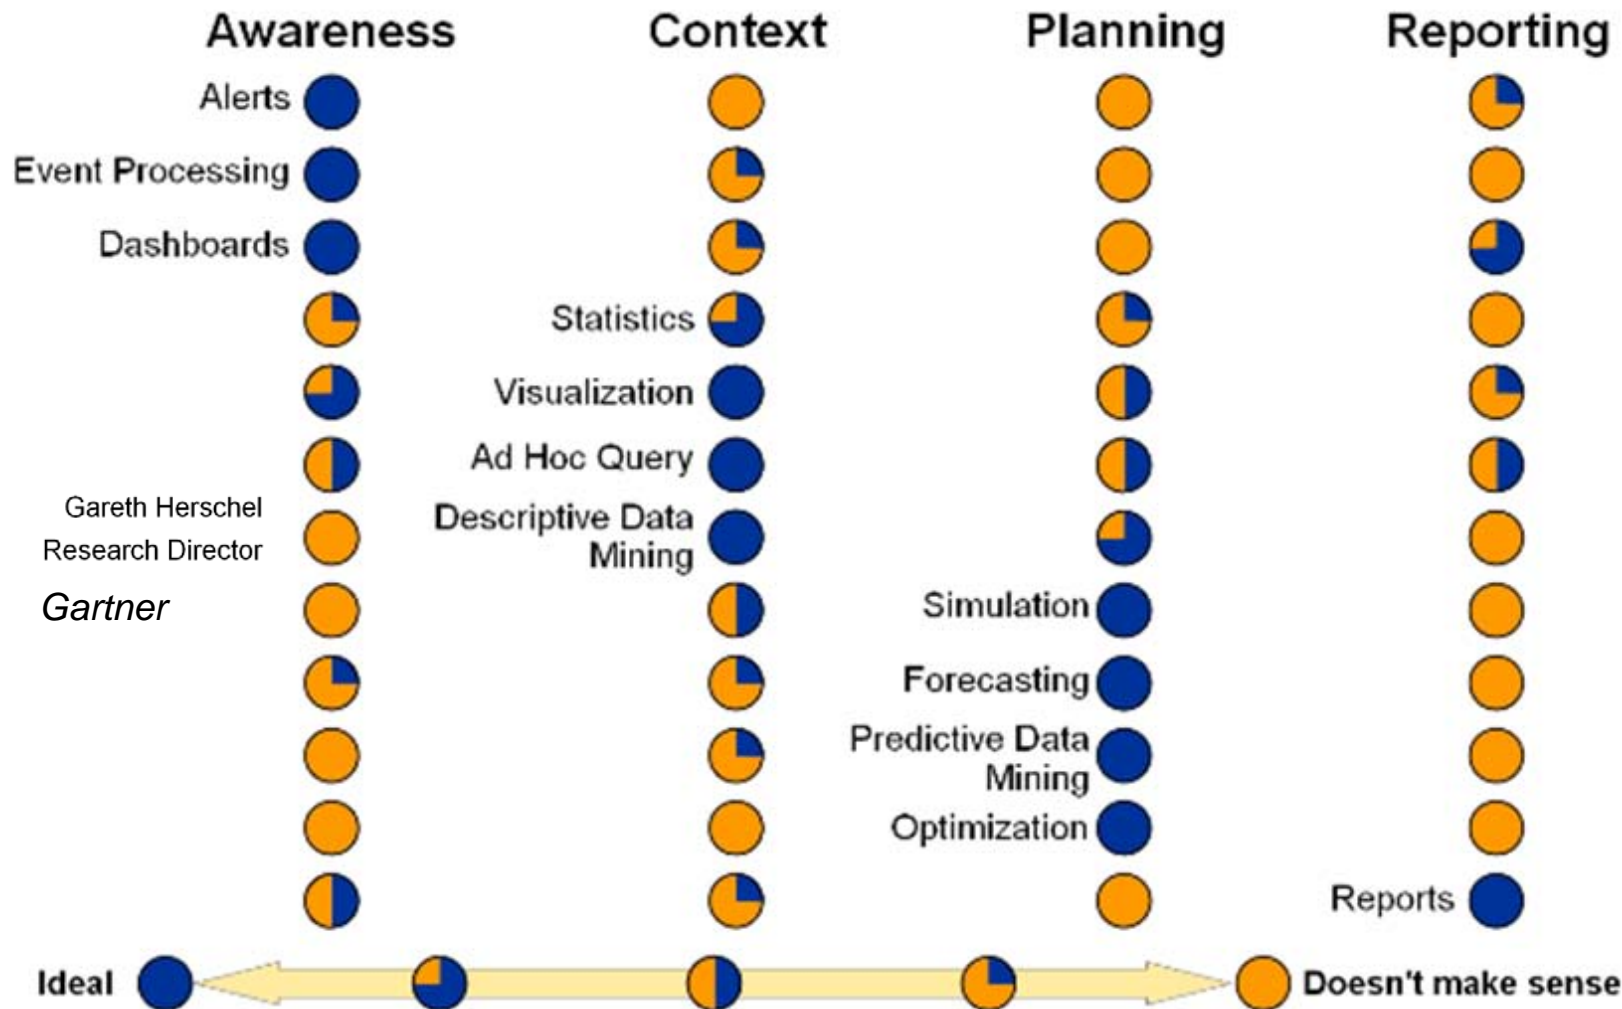 Awareness Context Planning Reporting
Alerts
Event Processing
Dashboards
Statistics
Visualization
Ad Hoc Query
Gareth Herschel
Research Director
Gartner
Descriptive Data
Mining
Simulation
Forecasting
Predictive Data
Mining
Optimization
Reports
Ideal Doesn't make sense